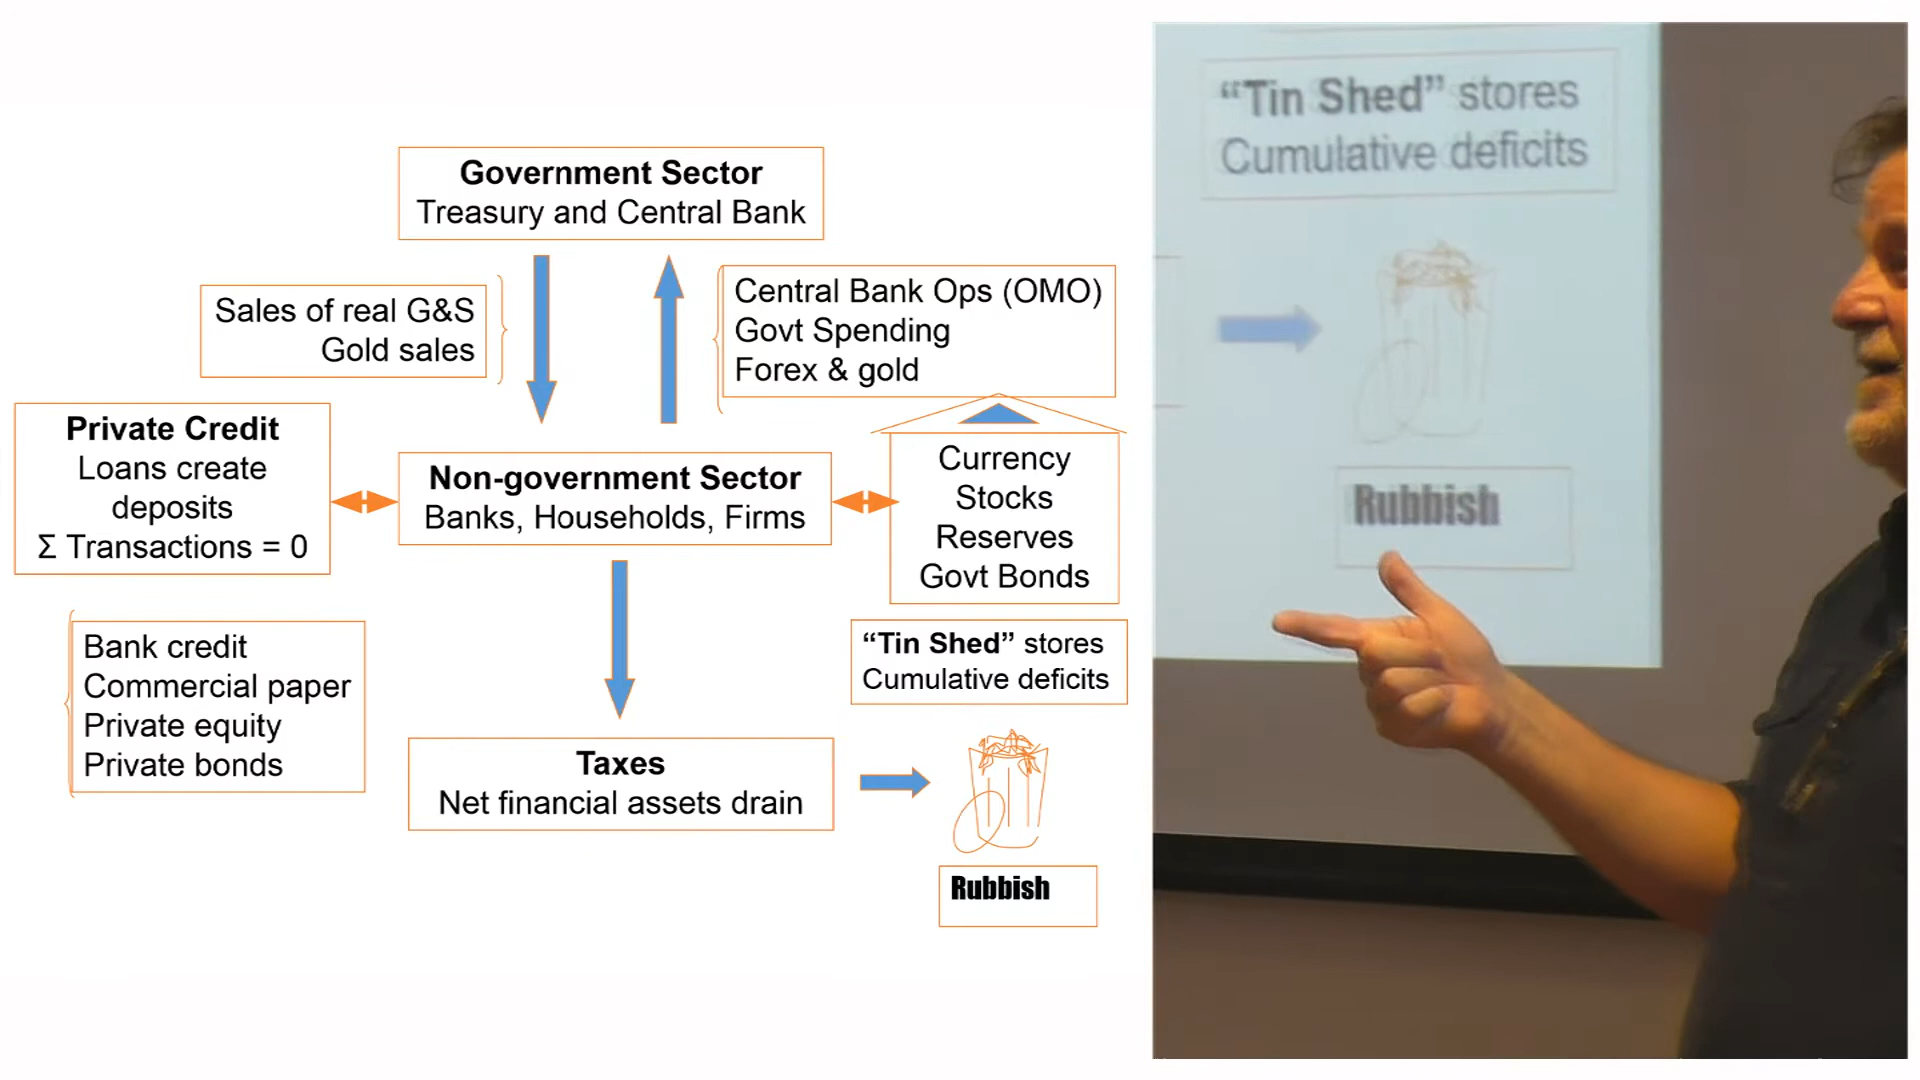 Government Sector
Treasury and Central Bank
Sales of real G&S
Gold sales
Central Bank Ops (OMO)
Govt Spending
Forex & gold
Private Credit
Loans create
deposits
Σ Transactions = 0
Non-government Sector
Banks, Households, Firms
Currency
Stocks
Reserves
Govt Bonds
Bank credit
Commercial paper
Private equity
Private bonds
“Tin Shed” stores
Cumulative deficits
Taxes
Net financial assets drain
Rubbish
“Tin Shed” stores
Cumulative deficits
Rubbish